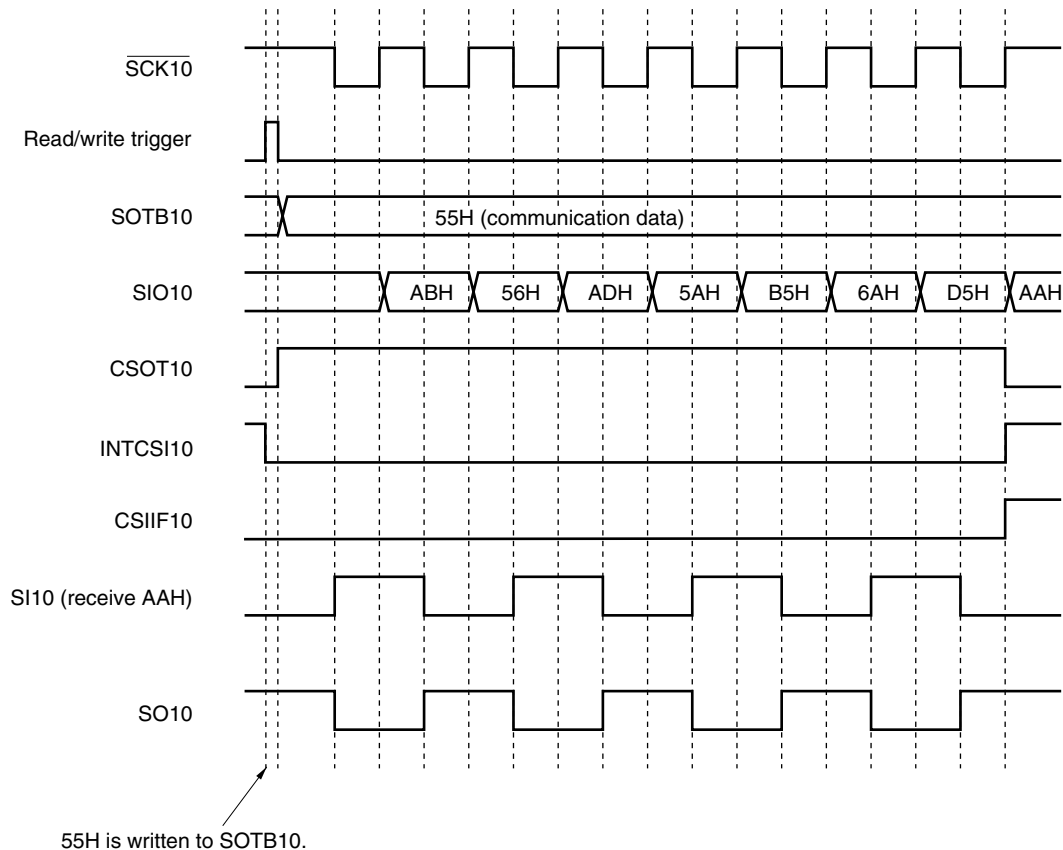 SCK10
Read/write trigger
SOTB10
55H (communication data)
SIO10
ABH 56H ADH 5AH B5H 6AH D5H AAH
CSOT10
INTCSI10
CSIIF10
SI10 (receive AAH)
SO10
55H is written to SOTB10.